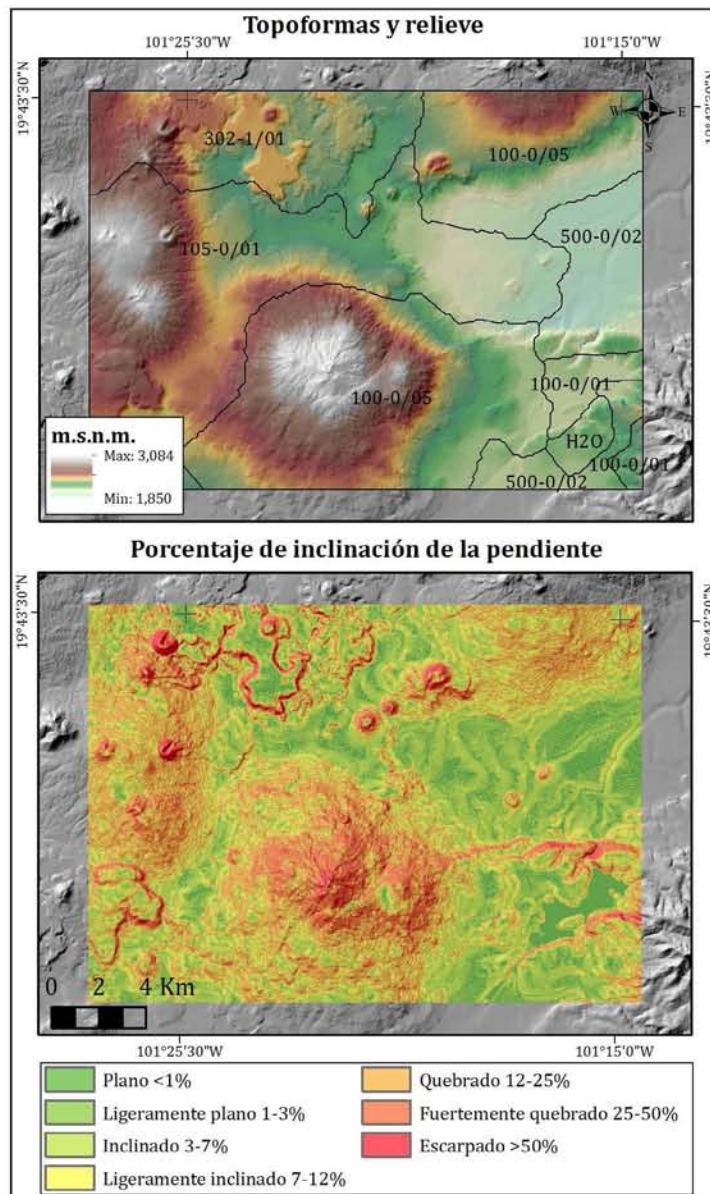 Topoformas y relieve
101°25'30"W 101°15'0"W
19°43'30"N
N
W E
S
302-1/01
100-0/05
105-0/01
500-0/02
100-0/05
100-0/01
H2O
100-0/01
500-0/02
m.s.n.m.
Max: 3,084
Min: 1,850
Porcentaje de inclinación de la pendiente
19°43'30"N 19°43'30"N
0 2 4 Km
101°25'30"W 101°15'0"W
Plano <1%
Ligeramente plano 1-3%
Inclinado 3-7%
Ligeramente inclinado 7-12%
Quebrado 12-25%
Fuertemente quebrado 25-50%
Escarpado >50%